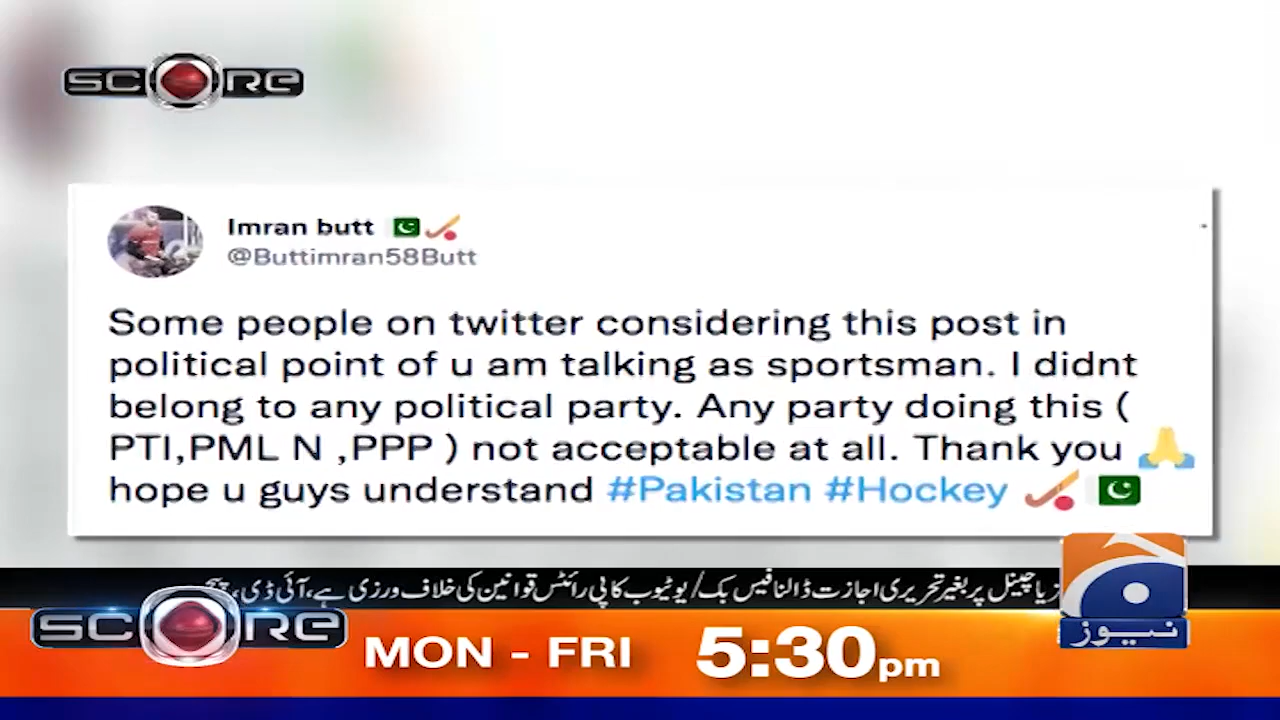 SCORE
Imran butt
@Buttimran58Butt
Some people on twitter considering this post in
political point of u am talking as sportsman. I didnt
belong to any political party. Any party doing this (
PTI,PML N ,PPP ) not acceptable at all. Thank you 🙏
hope u guys understand #Pakistan #Hockey 🏑 🇵🇰
یا چینل پر بغیر تحریری اجازت ڈالنا فیس بک/یوٹیوب کاپی رائٹس قوانین کی خلاف ورزی ہے، آئی ڈی، پیج
SCORE
MON - FRI 5:30pm
نیوز